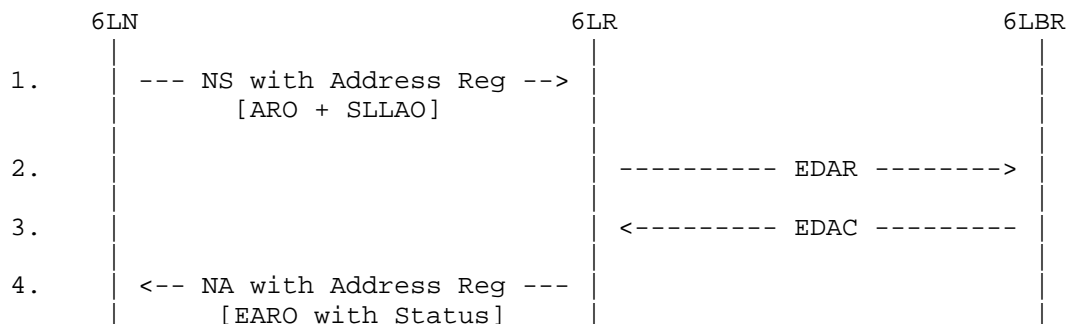 6LN 6LR 6LBR
1. --- NS with Address Reg -->
[ARO + SLLAO]
2. ---------- EDAR -------->
3. <--------- EDAC ---------
4. <-- NA with Address Reg ---
[EARO with Status]